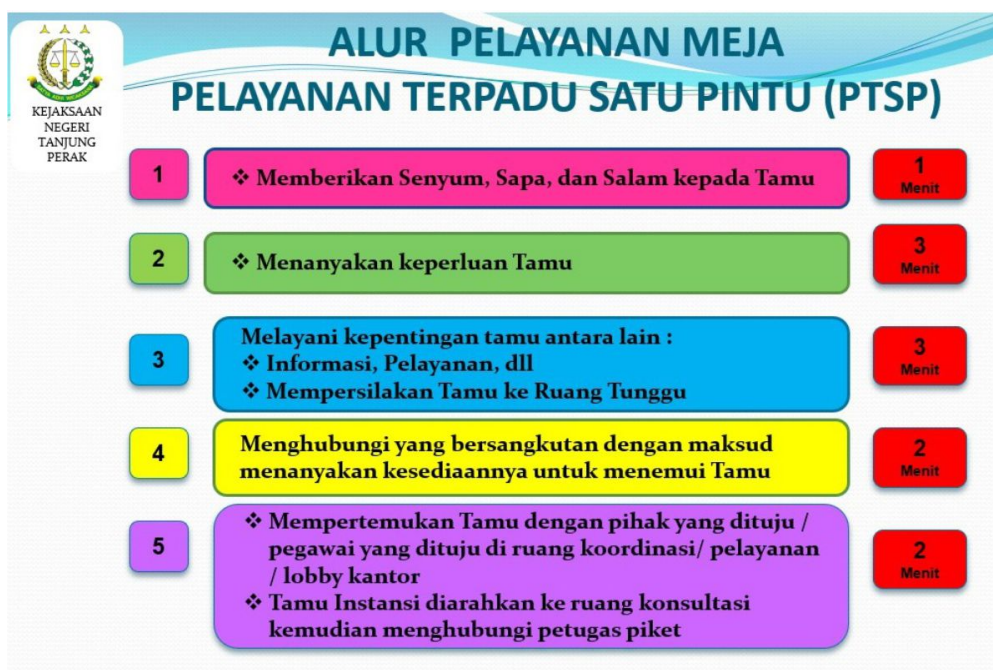 KEJAKSAAN
NEGERI
TANJUNG
PERAK
ALUR PELAYANAN MEJA
PELAYANAN TERPADU SATU PINTU (PTSP)
1
❖ Memberikan Senyum, Sapa, dan Salam kepada Tamu
1
Menit
2
❖ Menanyakan keperluan Tamu
3
Menit
3
Melayani kepentingan tamu antara lain :
❖ Informasi, Pelayanan, dll
❖ Mempersilakan Tamu ke Ruang Tunggu
3
Menit
4
Menghubungi yang bersangkutan dengan maksud
menanyakan kesediaannya untuk menemui Tamu
2
Menit
5
❖ Mempertemukan Tamu dengan pihak yang dituju /
pegawai yang dituju di ruang koordinasi/ pelayanan
/ lobby kantor
❖ Tamu Instansi diarahkan ke ruang konsultasi
kemudian menghubungi petugas piket
2
Menit